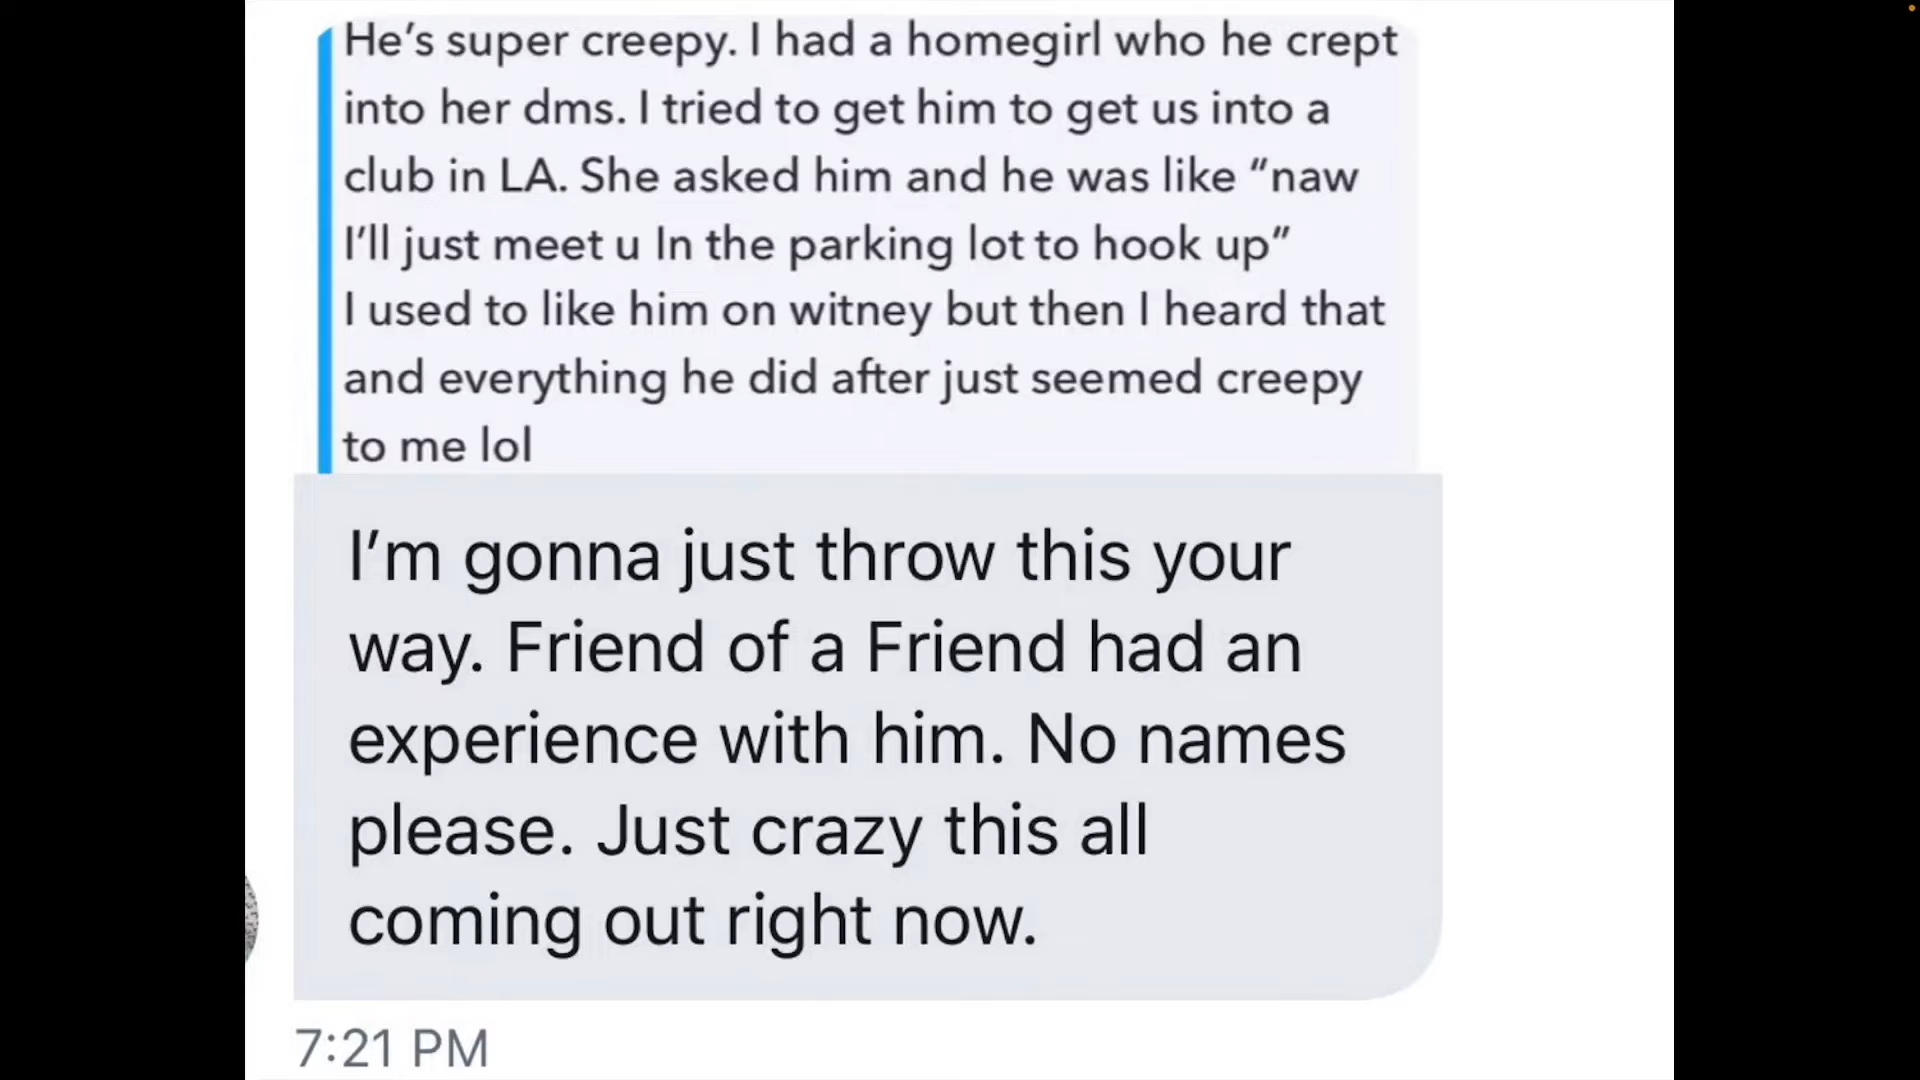 He’s super creepy. I had a homegirl who he crept
into her dms. I tried to get him to get us into a
club in LA. She asked him and he was like “naw
I’ll just meet u In the parking lot to hook up”
I used to like him on witney but then I heard that
and everything he did after just seemed creepy
to me lol
I’m gonna just throw this your
way. Friend of a Friend had an
experience with him. No names
please. Just crazy this all
coming out right now.
7:21 PM